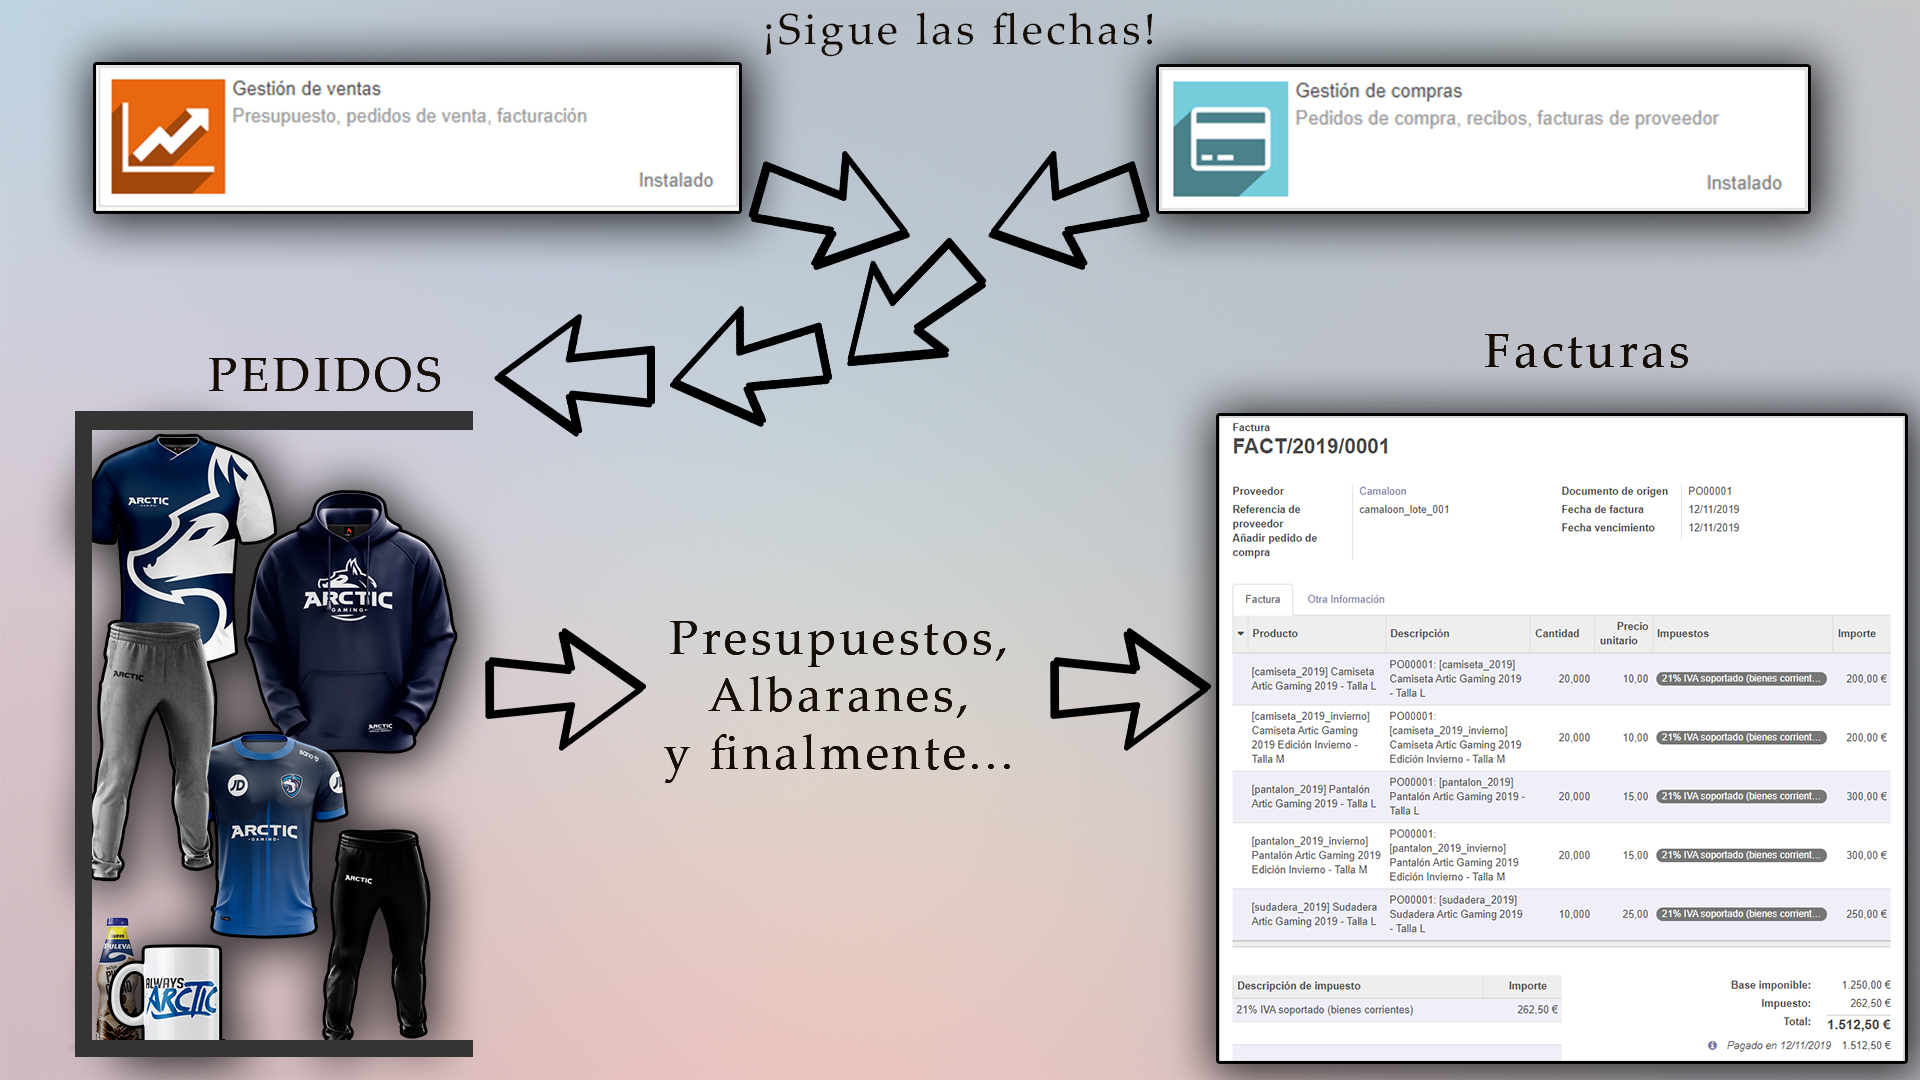 ¡Sigue las flechas!
Gestión de ventas
Presupuesto, pedidos de venta, facturación
Instalado
Gestión de compras
Pedidos de compra, recibos, facturas de proveedor
Instalado
PEDIDOS
ARCTIC
ARCTIC
GAMING
ARCTIC
ARCTIC
JD
JD
ARCTIC
GAMING
ARCTIC
PULEVA
ALWAYS
ARCTIC
Presupuestos,
Albaranes,
y finalmente...
Facturas
Factura
FACT/2019/0001
Proveedor
Camaloon
Referencia de
proveedor
camaloon_lote_001
Añadir pedido de
compra
Documento de origen PO00001
Fecha de factura 12/11/2019
Fecha vencimiento 12/11/2019
Factura Otra Información
Producto Descripción Cantidad Precio unitario Impuestos Importe
[camiseta_2019] Camiseta
Artic Gaming 2019 - Talla L
PO00001: [camiseta_2019]
Camiseta Artic Gaming 2019
- Talla L
20,000 10,00 21% IVA soportado (bienes corrient... 200,00 €
[camiseta_2019_invierno]
Camiseta Artic Gaming
2019 Edición Invierno -
Talla M
PO00001:
[camiseta_2019_invierno]
Camiseta Artic Gaming 2019
Edición Invierno - Talla M
20,000 10,00 21% IVA soportado (bienes corrient... 200,00 €
[pantalon_2019] Pantalón
Artic Gaming 2019 - Talla L
PO00001: [pantalon_2019]
Pantalón Artic Gaming 2019 -
Talla L
20,000 15,00 21% IVA soportado (bienes corrient... 300,00 €
[pantalon_2019_invierno]
Pantalón Artic Gaming 2019
Edición Invierno - Talla M
PO00001:
[pantalon_2019_invierno]
Pantalón Artic Gaming 2019
Edición Invierno - Talla M
20,000 15,00 21% IVA soportado (bienes corrient... 300,00 €
[sudadera_2019] Sudadera
Artic Gaming 2019 - Talla L
PO00001: [sudadera_2019]
Sudadera Artic Gaming 2019
- Talla L
10,000 25,00 21% IVA soportado (bienes corrient... 250,00 €
Descripción de impuesto Importe
21% IVA soportado (bienes corrientes) 262,50 €
Base imponible: 1.250,00 €
Impuesto: 262,50 €
Total: 1.512,50 €
Pagado en 12/11/2019 1.512,50 €